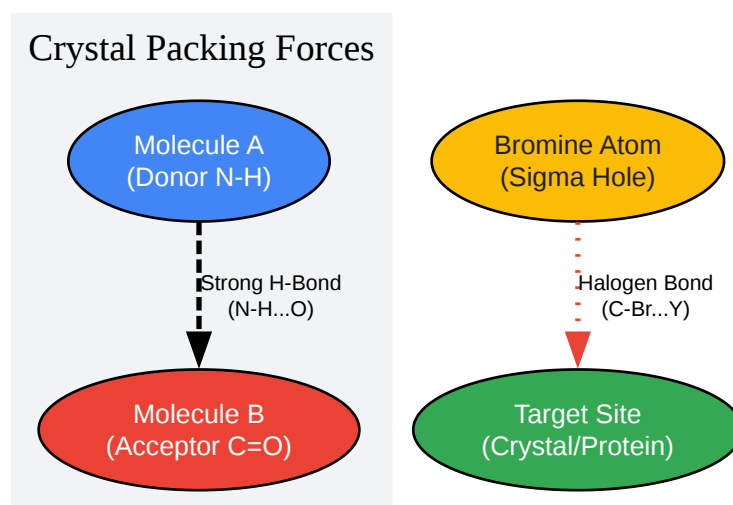 Crystal Packing Forces
Molecule A
(Donor N-H)
Strong H-Bond
(N-H...O)
Molecule B
(Acceptor C=O)
Bromine Atom
(Sigma Hole)
Halogen Bond
(C-Br...Y)
Target Site
(Crystal/Protein)